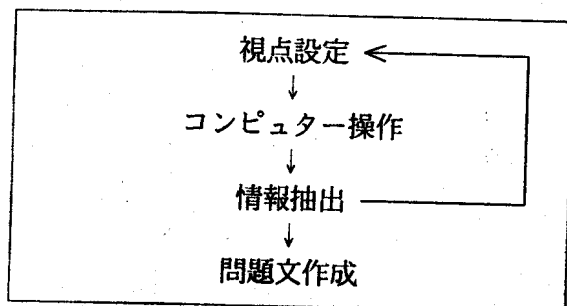 視点設定
コンピュター操作
情報抽出
問題文作成